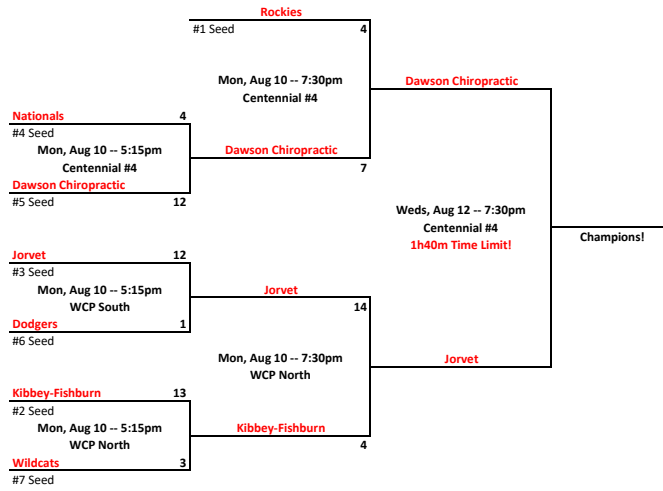 Rockies
#1 Seed 4
Mon, Aug 10 -- 7:30pm
Centennial #4
Dawson Chiropractic
Nationals 4
#4 Seed
Mon, Aug 10 -- 5:15pm
Centennial #4
Dawson Chiropractic
7
Dawson Chiropractic
#5 Seed 12
Weds, Aug 12 -- 7:30pm
Centennial #4
1h40m Time Limit!
Champions!
Jorvet 12
#3 Seed
Mon, Aug 10 -- 5:15pm
WCP South
Jorvet
14
Dodgers 1
#6 Seed
Mon, Aug 10 -- 7:30pm
WCP North
Jorvet
Kibbey-Fishburn 13
#2 Seed
Mon, Aug 10 -- 5:15pm
WCP North
Kibbey-Fishburn
4
Wildcats 3
#7 Seed